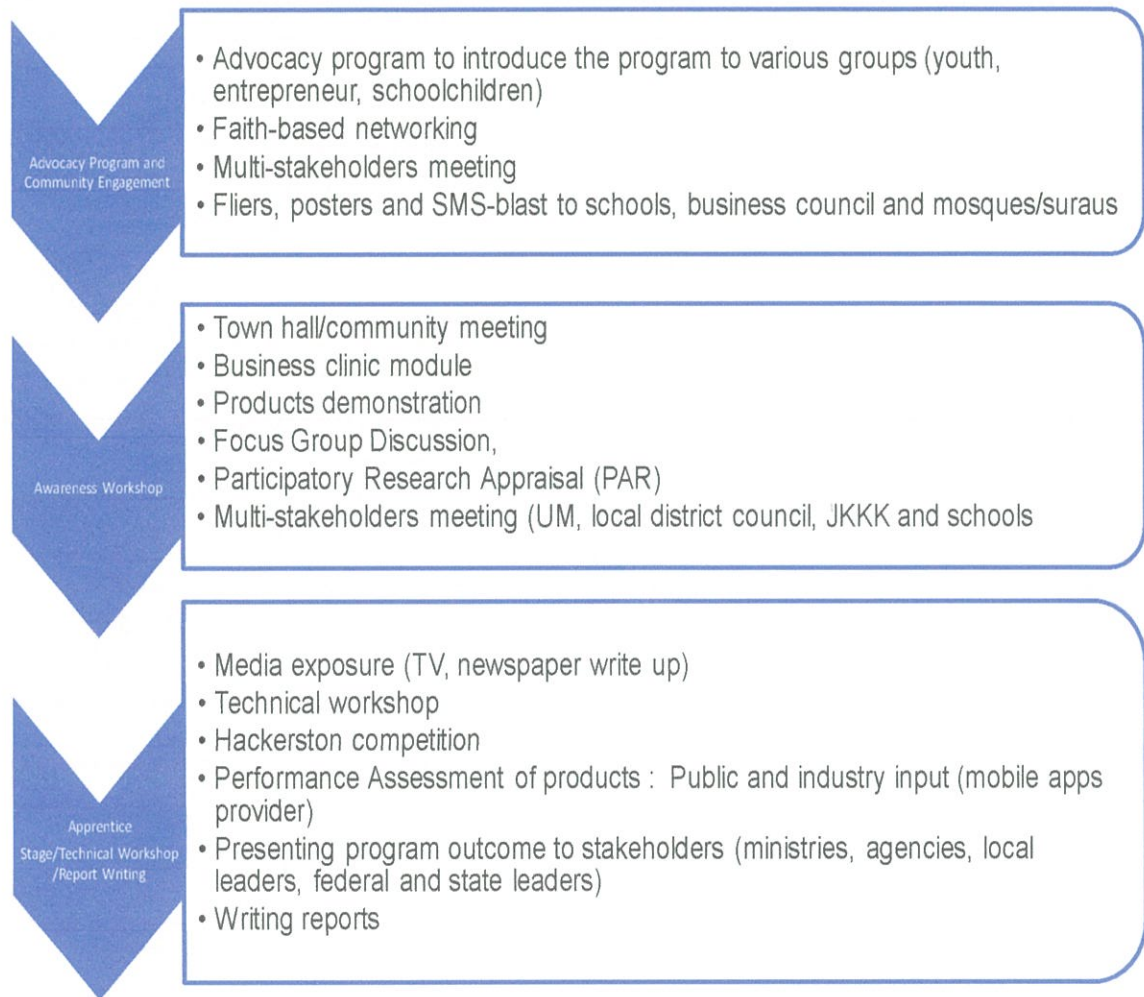 Advocacy Program and
Community Engagement
• Advocacy program to introduce the program to various groups (youth,
entrepreneur, schoolchildren)
• Faith-based networking
• Multi-stakeholders meeting
• Fliers, posters and SMS-blast to schools, business council and mosques/suraus
Awareness Workshop
• Town hall/community meeting
• Business clinic module
• Products demonstration
• Focus Group Discussion,
• Participatory Research Appraisal (PAR)
• Multi-stakeholders meeting (UM, local district council, JKKK and schools
Apprentice
Stage/Technical Workshop
/Report Writing
• Media exposure (TV, newspaper write up)
• Technical workshop
• Hackerston competition
• Performance Assessment of products : Public and industry input (mobile apps
provider)
• Presenting program outcome to stakeholders (ministries, agencies, local
leaders, federal and state leaders)
• Writing reports